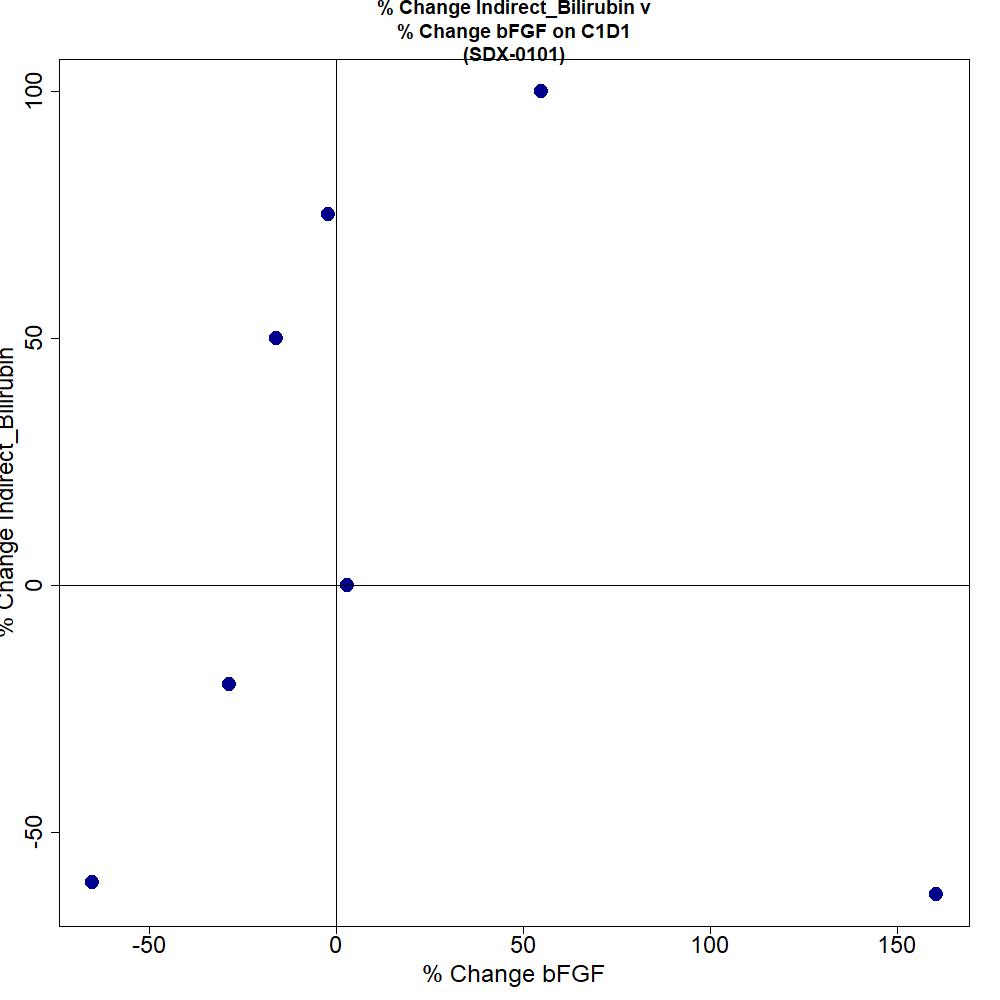 % Change Indirect_Bilirubin v
% Change bFGF on C1D1
(SDX-0101)
% Change Indirect_Bilirubin
100
50
0
-50
-50
0
50
100
150
% Change bFGF